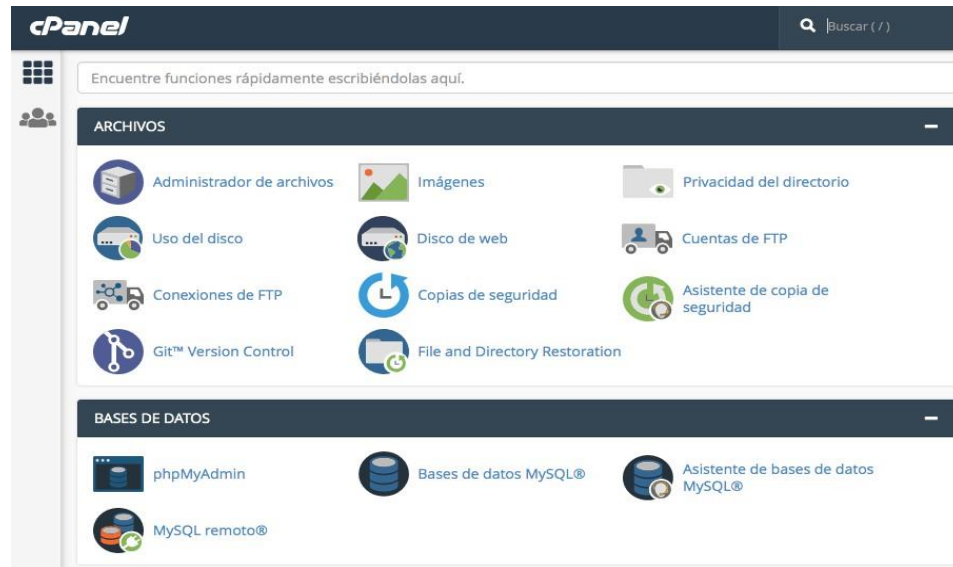 cPanel
Buscar ( / )
Encuentre funciones rápidamente escribiéndolas aquí.
ARCHIVOS
Administrador de archivos
Imágenes
Privacidad del directorio
Uso del disco
Disco de web
Cuentas de FTP
Conexiones de FTP
Copias de seguridad
Asistente de copia de
seguridad
Git™ Version Control
File and Directory Restoration
BASES DE DATOS
phpMyAdmin
Bases de datos MySQL®
Asistente de bases de datos
MySQL®
MySQL remoto®